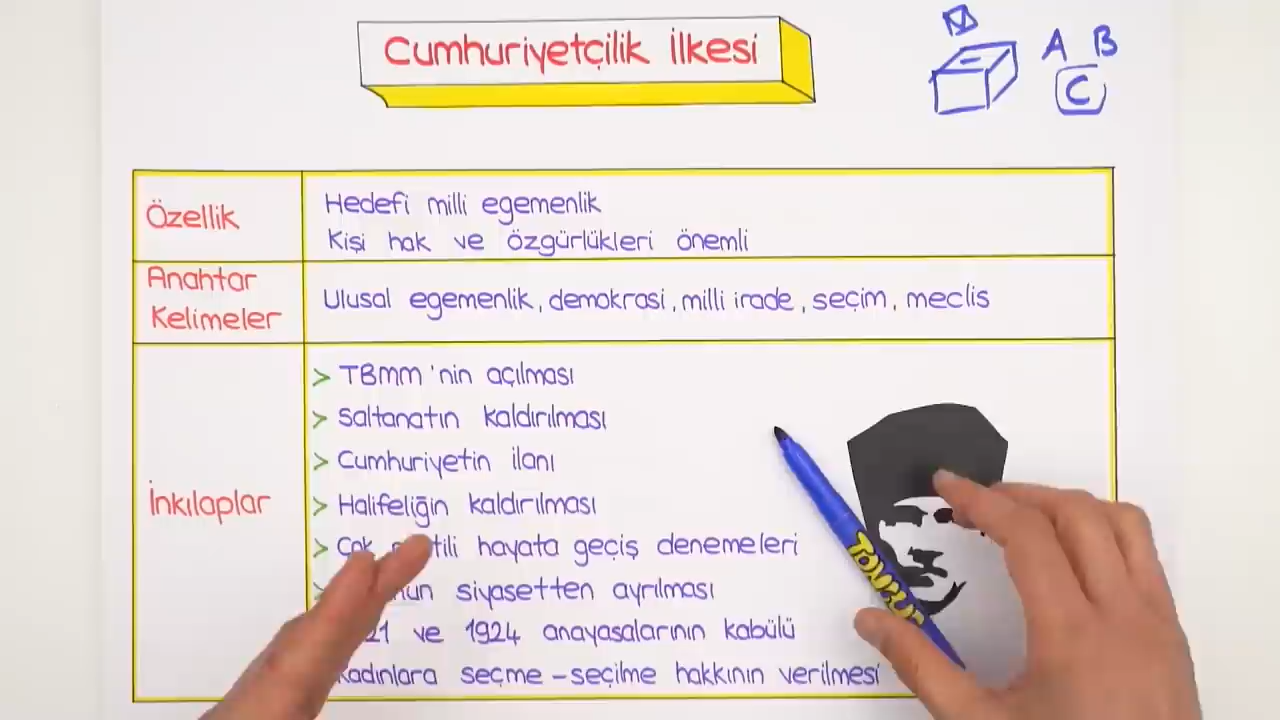 Cumhuriyetçilik İlkesi
A B
C
Özellik
Hedefi milli egemenlik
Kişi hak ve özgürlükleri önemli
Anahtar
Kelimeler
Ulusal egemenlik, demokrasi, milli irade, seçim, meclis
İnkılaplar
> TBMM'nin açılması
> Saltanatın kaldırılması
> Cumhuriyetin ilanı
> Halifeliğin kaldırılması
> hayata geçiş denemeleri
siyasetten ayrılması
ve 1924 anayasalarının kabülü
Kadınlara seçme-seçilme hakkının verilmesi